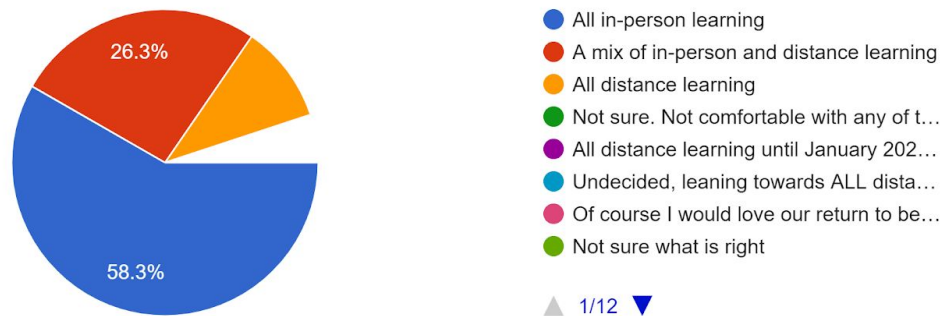 26.3%
58.3%
All in-person learning
A mix of in-person and distance learning
All distance learning
Not sure. Not comfortable with any of t...
All distance learning until January 202...
Undecided, leaning towards ALL dista...
Of course I would love our return to be...
Not sure what is right
1/12